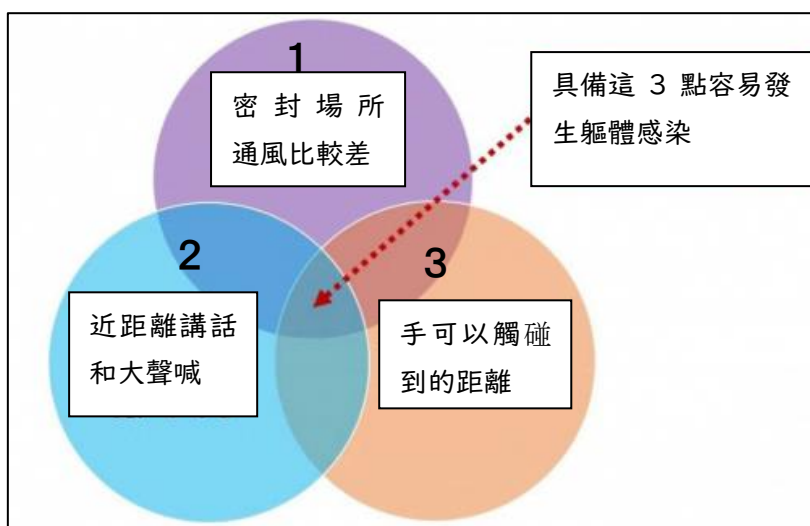 1
密封場所
通風比較差
具備這 3 點容易發
生軀體感染
2
近距離講話
和大聲喊
3
手可以觸碰
到的距離